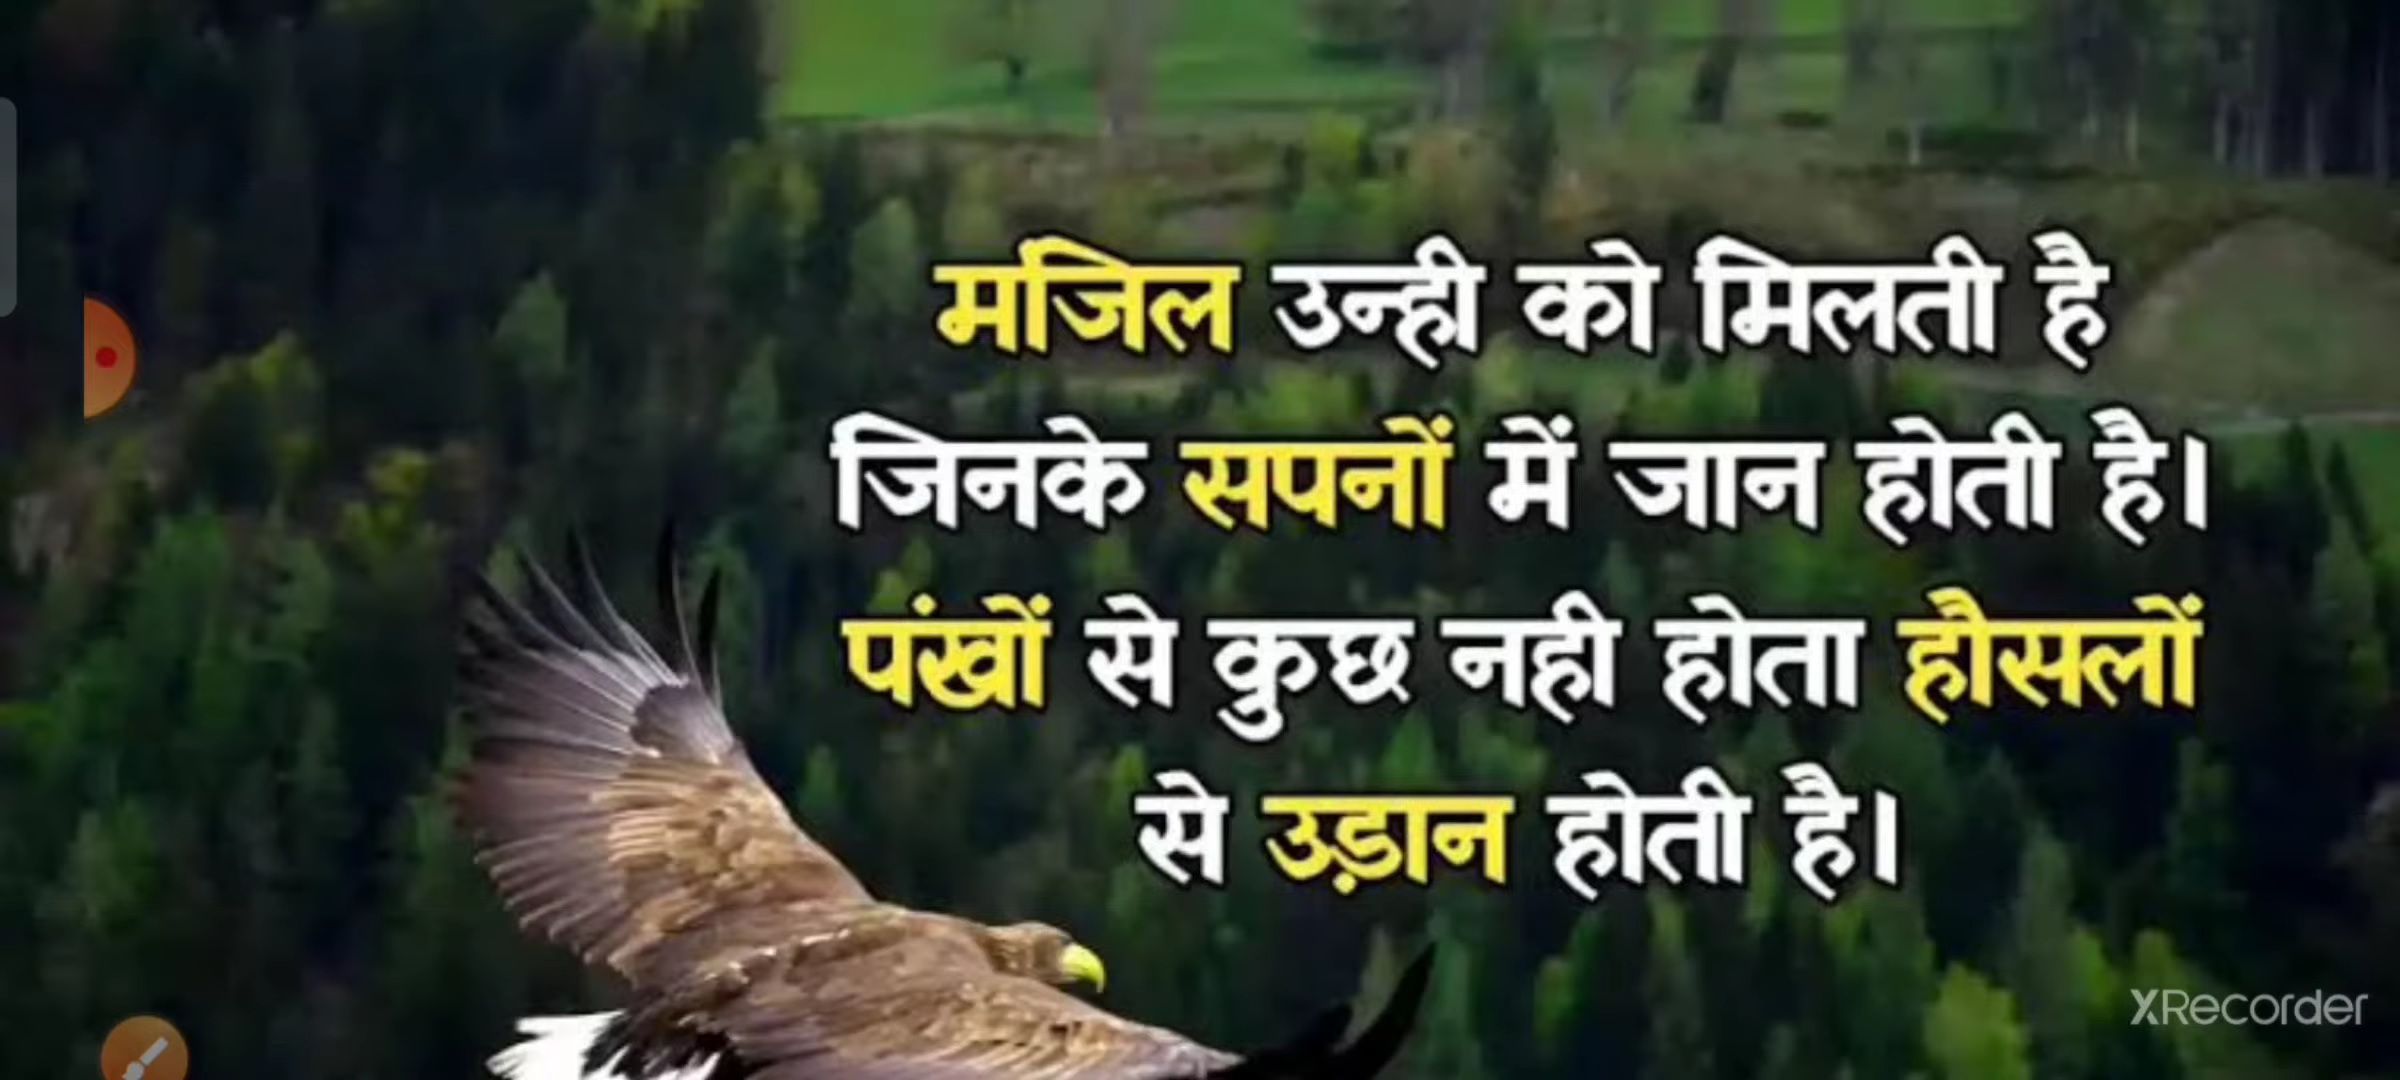 मजिल उन्ही को मिलती है
जिनके सपनों में जान होती है।
पंखों से कुछ नही होता हौसलों
से उड़ान होती है।
XRecorder